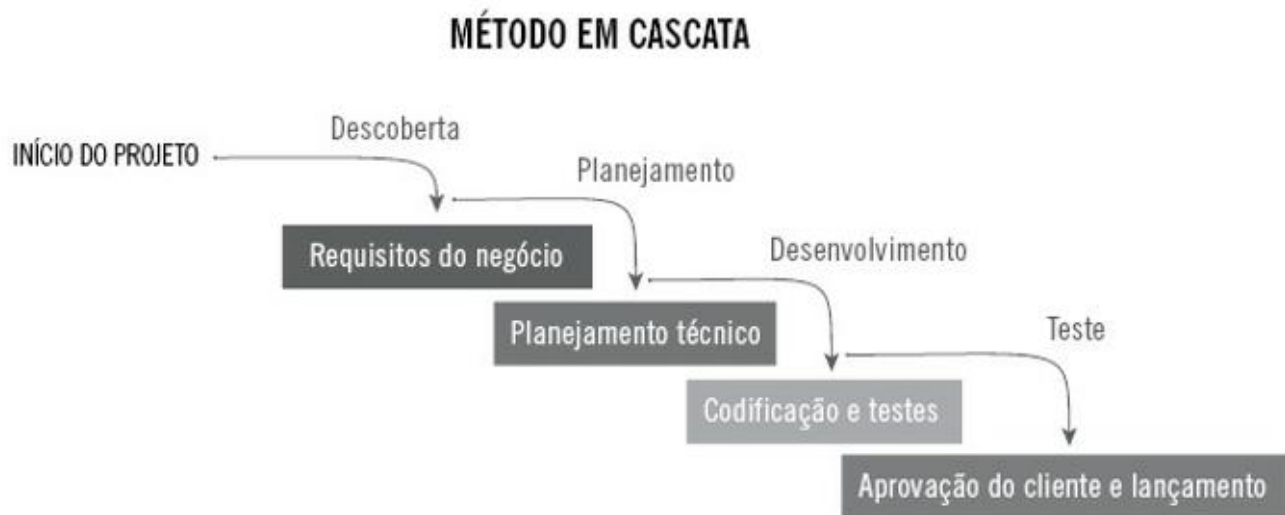 MÉTODO EM CASCATA
Descoberta
INÍCIO DO PROJETO
Planejamento
Requisitos do negócio
Desenvolvimento
Planejamento técnico
Teste
Codificação e testes
Aprovação do cliente e lançamento